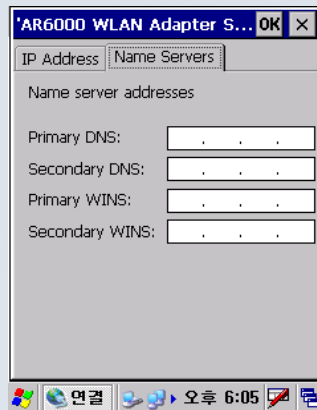 'AR6000 WLAN Adapter S... OK ×
IP Address Name Servers
Name server addresses
Primary DNS: . . .
Secondary DNS: . . .
Primary WINS: . . .
Secondary WINS: . . .
연결 오후 6:05